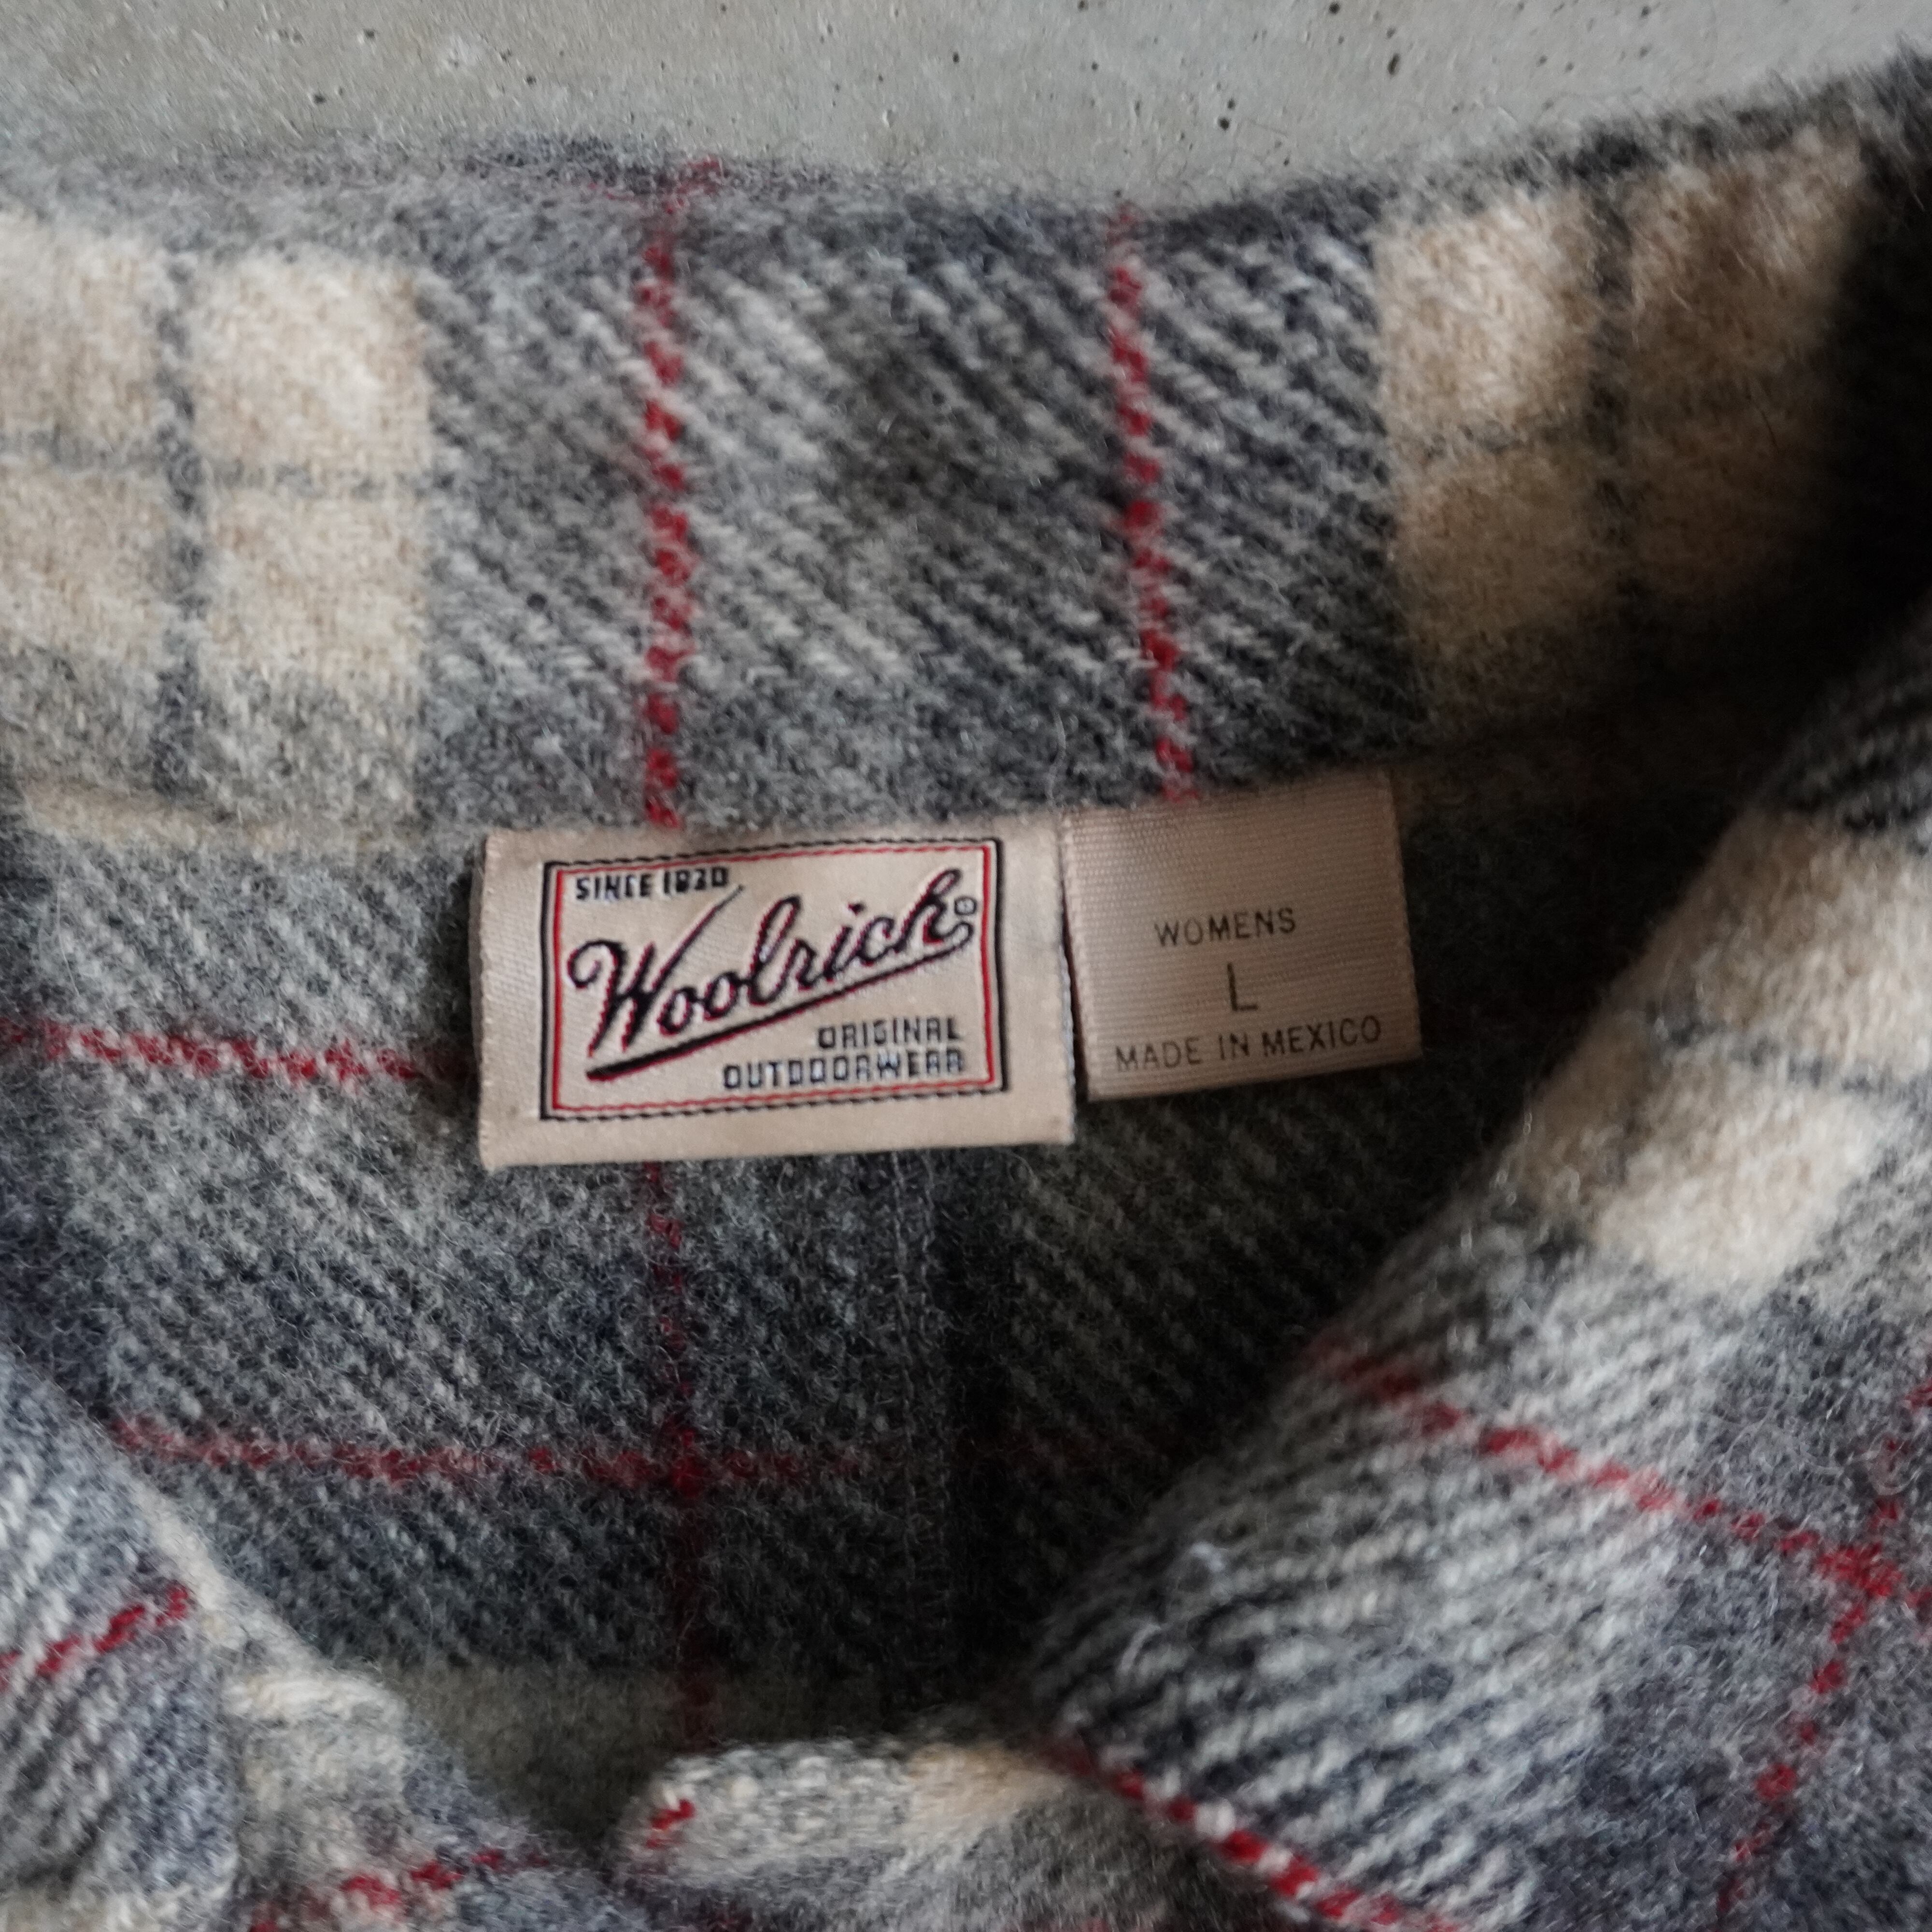 SINCE 1830
Woolrich®
ORIGINAL
OUTDOORWEAR
WOMENS
L
MADE IN MEXICO